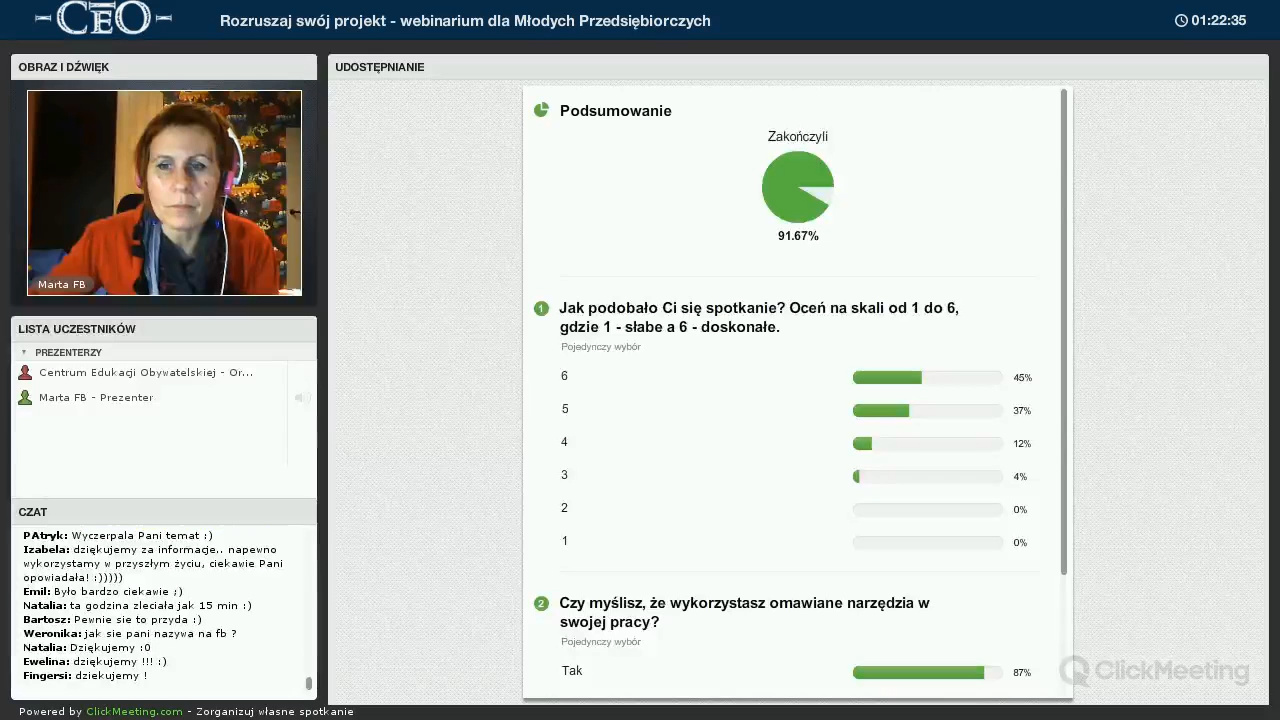 CEO
Rozruszaj swój projekt - webinarium dla Młodych Przedsiębiorczych
01:22:35
OBRAZ I DŹWIĘK
Marta FB
LISTA UCZESTNIKÓW
PREZENTERZY
Centrum Edukacji Obywatelskiej - Or...
Marta FB - Prezenter
CZAT
PAtryk: Wyczerpala Pani temat :)
Izabela: dziękujemy za informacje.. napewno
wykorzystamy w przyszłym życiu, ciekawie Pani
opowiadała! :)))))
Emil: Było bardzo ciekawie ;)
Natalia: ta godzina zleciała jak 15 min :)
Bartosz: Pewnie sie to przyda :)
Weronika: jak sie pani nazywa na fb ?
Natalia: Dziękujemy :0
Ewelina: dziękujemy !!! :)
Fingersi: dziekujemy !
UDOSTĘPNIANIE
Podsumowanie
Zakończyli
91.67%
1 Jak podobało Ci się spotkanie? Oceń na skali od 1 do 6,
gdzie 1 - słabe a 6 - doskonałe.
Pojedynczy wybór
6 45%
5 37%
4 12%
3 4%
2 0%
1 0%
2 Czy myślisz, że wykorzystasz omawiane narzędzia w
swojej pracy?
Pojedynczy wybór
Tak 87%
ClickMeeting
Powered by ClickMeeting.com - Zorganizuj własne spotkanie